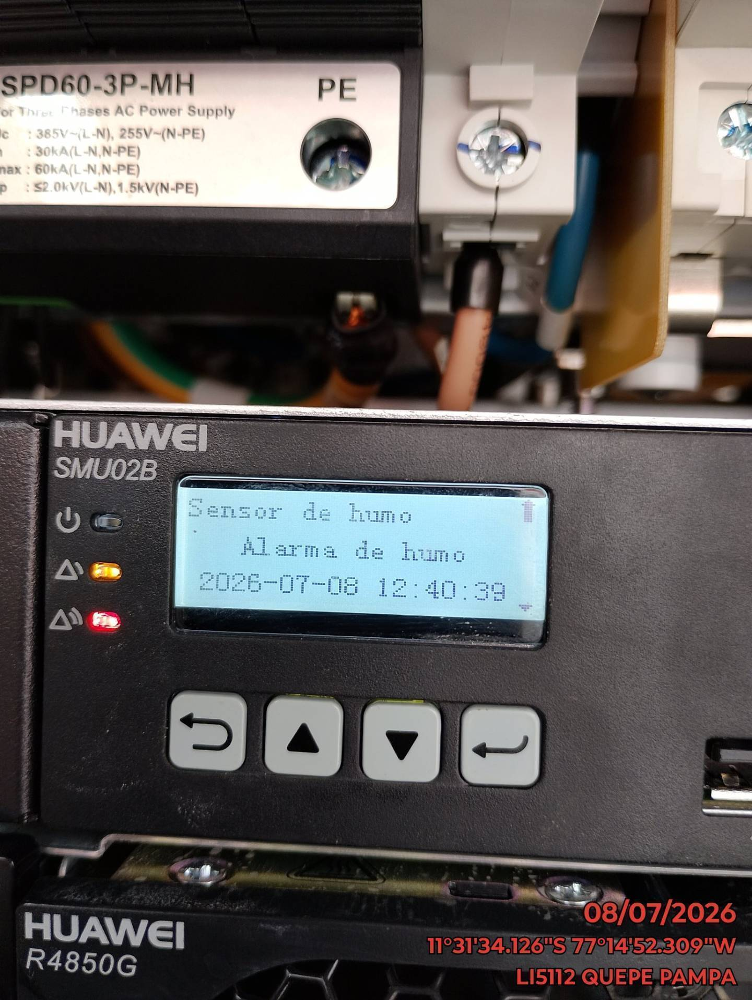 SPD60-3P-MH
PE
Three Phases AC Power Supply
: 385V~(L-N), 255V~(N-PE)
: 30kA(L-N,N-PE)
: 60kA(L-N,N-PE)
: ≤2.0kV(L-N),1.5kV(N-PE)
HUAWEI
SMU02B
Sensor de humo
Alarma de humo
2026-07-08 12:40:39
HUAWEI
R4850G
08/07/2026
11°31'34.126"S 77°14'52.309"W
LI5112 QUEPE PAMPA